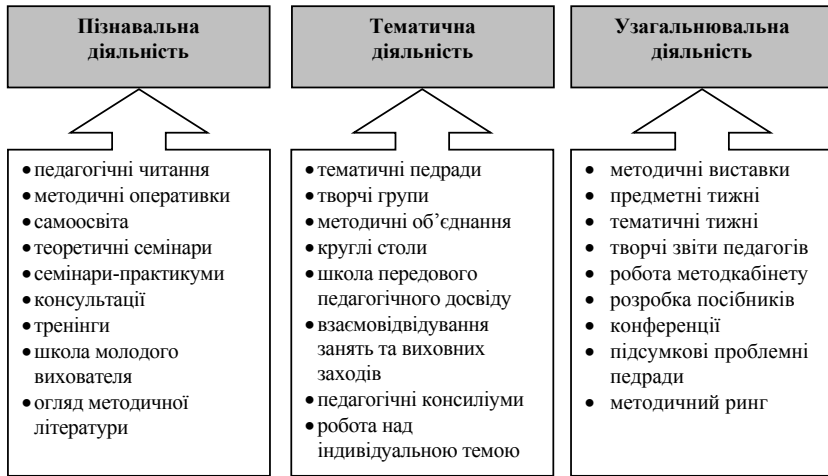 Пізнавальна
діяльність
• педагогічні читання
• методичні оперативки
• самоосвіта
• теоретичні семінари
• семінари-практикуми
• консультації
• тренінги
• школа молодого
вихователя
• огляд методичної
літератури
Тематична
діяльність
• тематичні педради
• творчі групи
• методичні об’єднання
• круглі столи
• школа передового
педагогічного досвіду
• взаємовідвідування
занять та виховних
заходів
• педагогічні консиліуми
• робота над
індивідуальною темою
Узагальнювальна
діяльність
• методичні виставки
• предметні тижні
• тематичні тижні
• творчі звіти педагогів
• робота методкабінету
• розробка посібників
• конференції
• підсумкові проблемні
педради
• методичний ринг